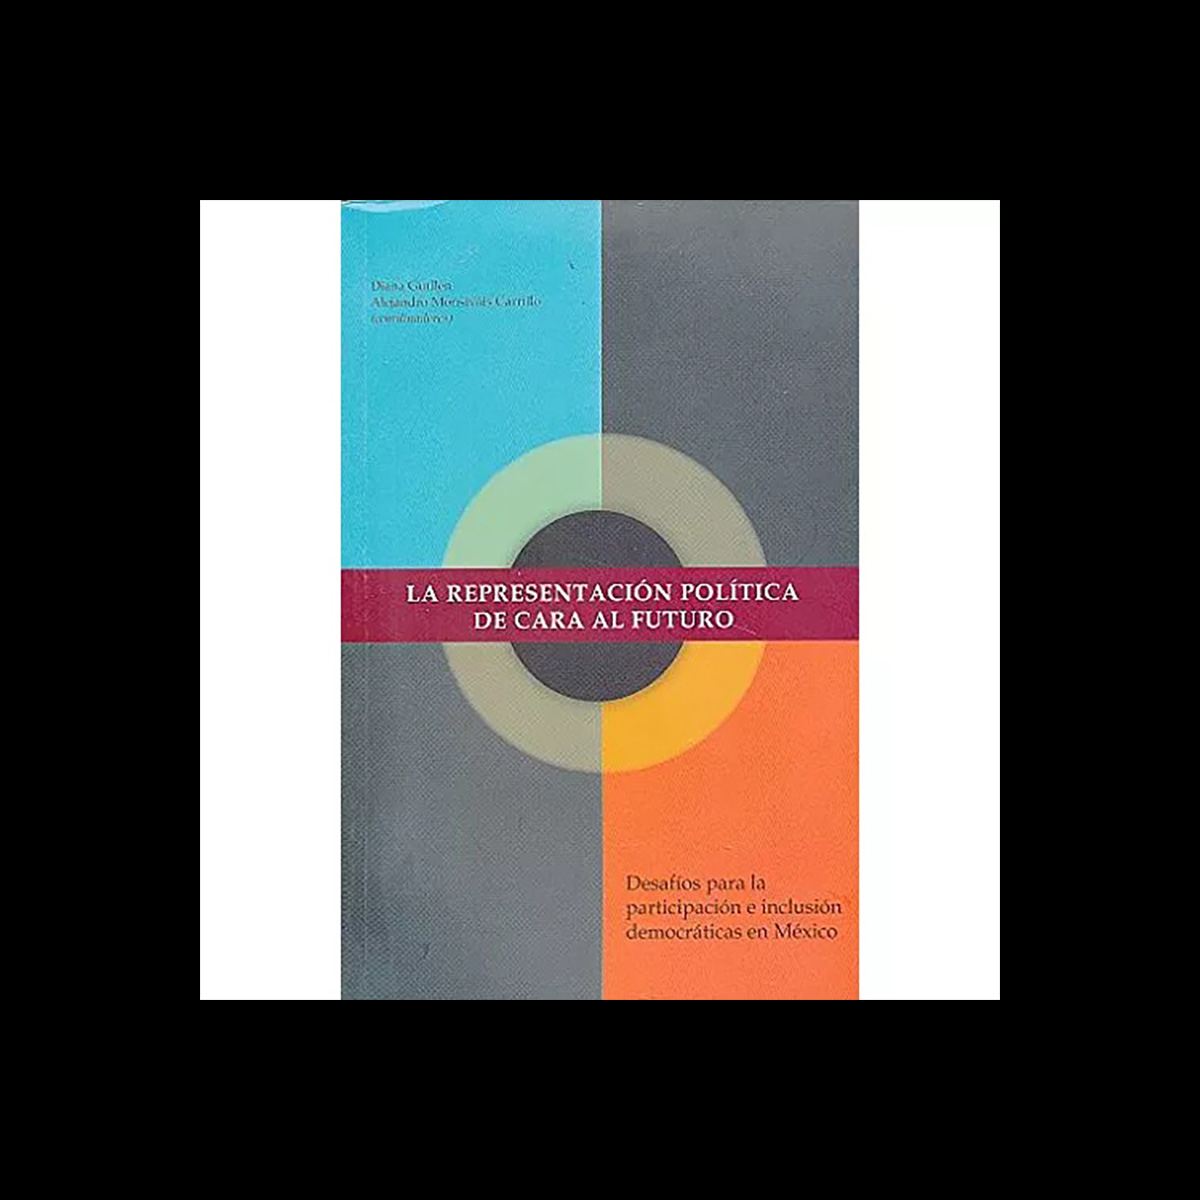 Diana Guillén
Alejandro Monsiváis Carrillo
(coordinadores)
LA REPRESENTACIÓN POLÍTICA
DE CARA AL FUTURO
Desafíos para la
participación e inclusión
democráticas en México